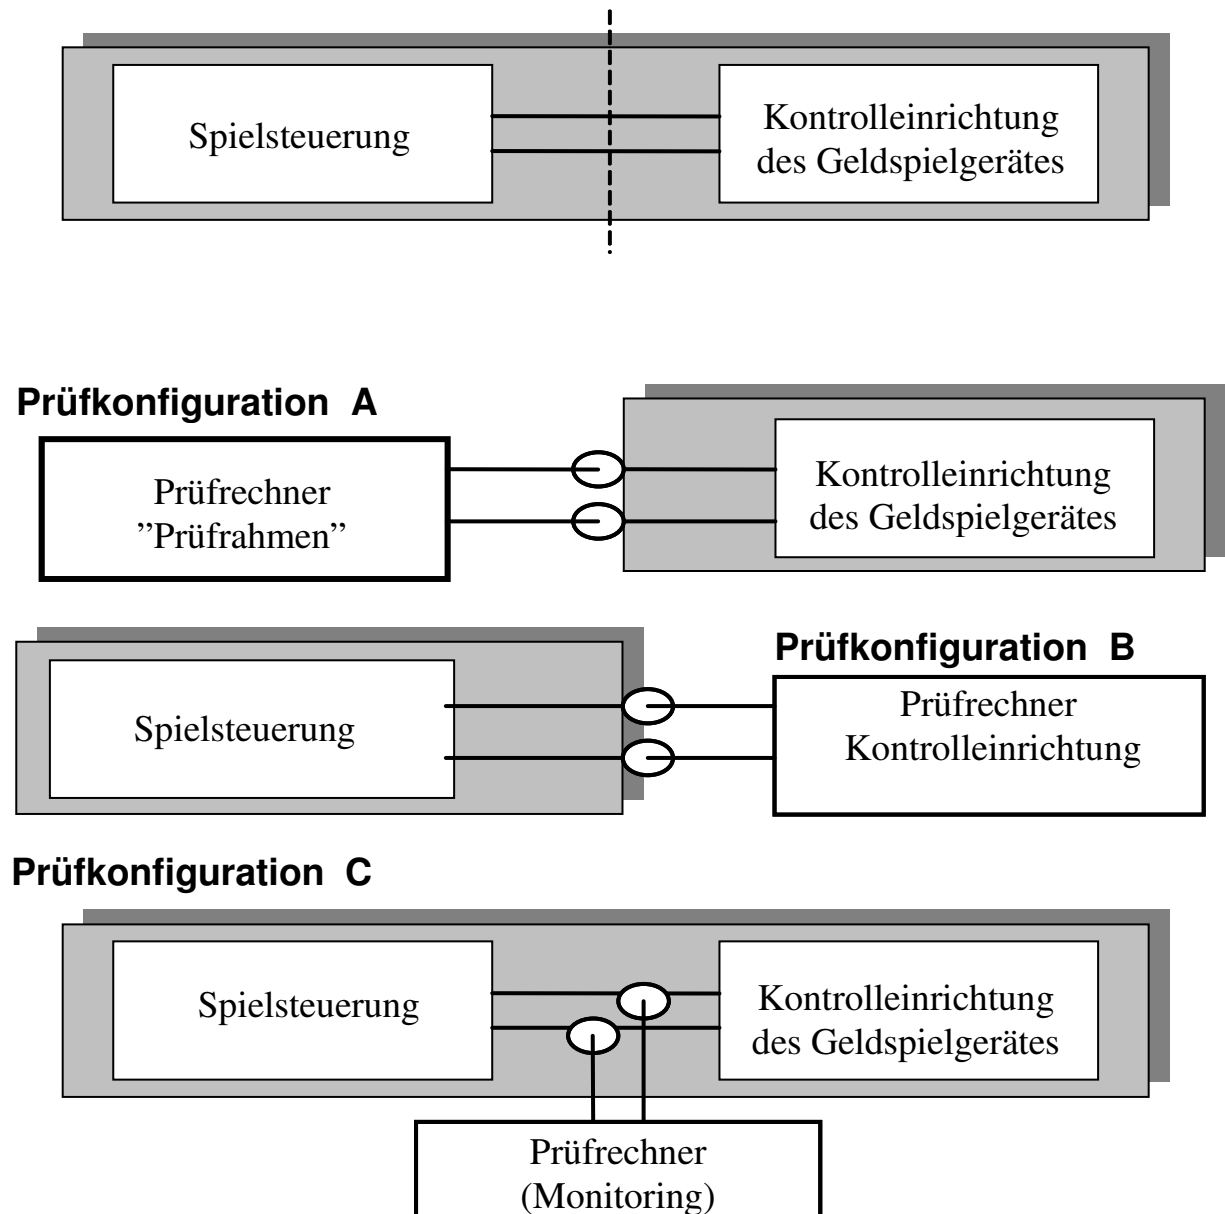 Spielsteuerung
Kontrolleinrichtung
des Geldspielgerätes
Prüfkonfiguration A
Prüfrechner
”Prüfrahmen”
Kontrolleinrichtung
des Geldspielgerätes
Spielsteuerung
Prüfkonfiguration B
Prüfrechner
Kontrolleinrichtung
Prüfkonfiguration C
Spielsteuerung
Kontrolleinrichtung
des Geldspielgerätes
Prüfrechner
(Monitoring)